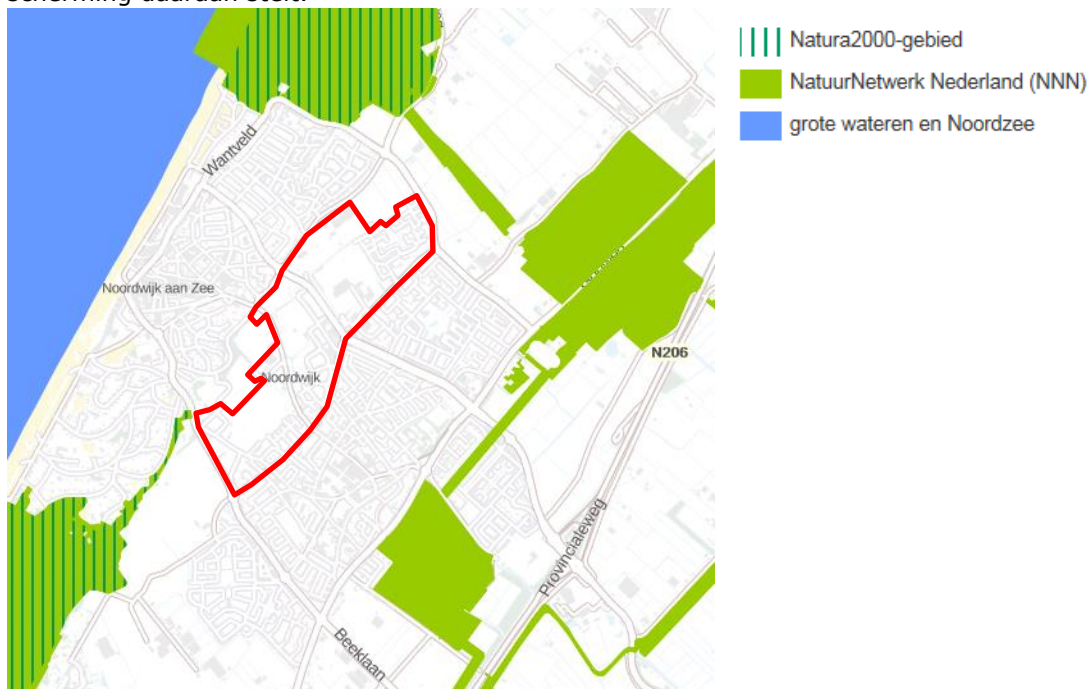 Natura2000-gebied
NatuurNetwerk Nederland (NNN)
grote wateren en Noordzee
Wantveld
Noordwijk aan Zee
N206
Noordwijk
Provincialeweg
Beeklaan